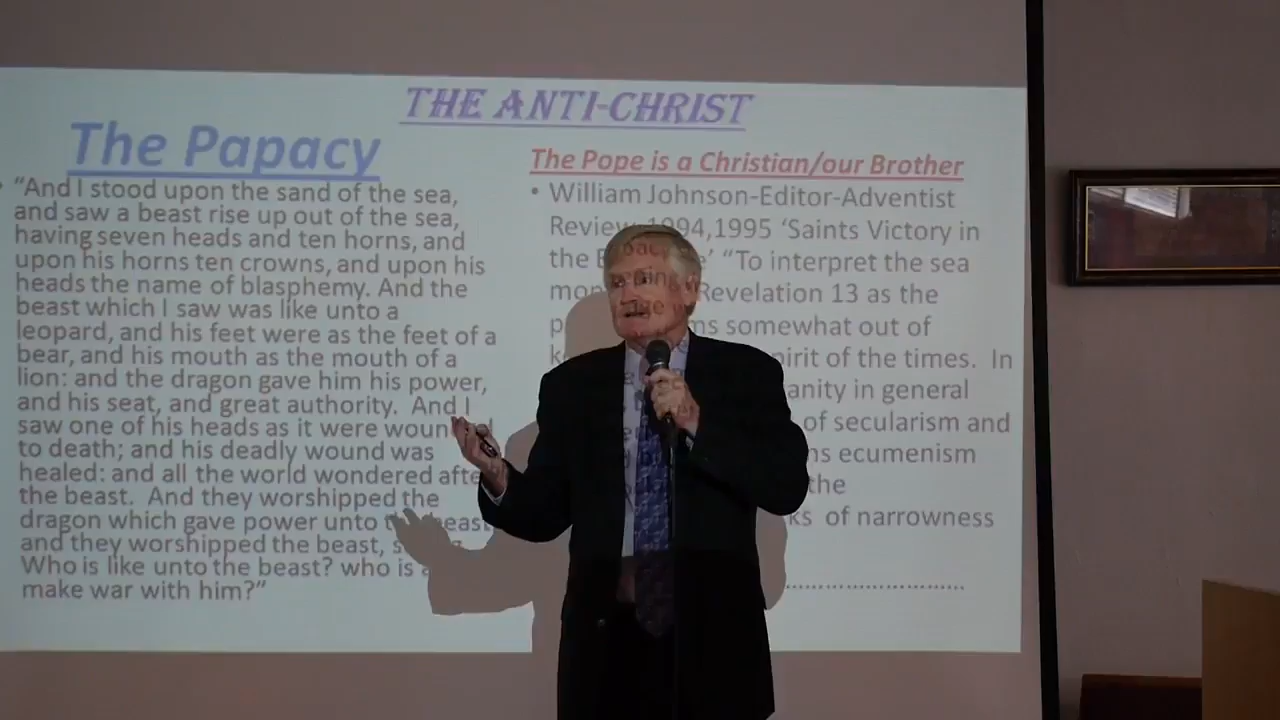 THE ANTI-CHRIST
The Papacy
• “And I stood upon the sand of the sea,
and saw a beast rise up out of the sea,
having seven heads and ten horns, and
upon his horns ten crowns, and upon his
heads the name of blasphemy. And the
beast which I saw was like unto a
leopard, and his feet were as the feet of a
bear, and his mouth as the mouth of a
lion: and the dragon gave him his power,
and his seat, and great authority. And I
saw one of his heads as it were
to death; and his deadly wound was
healed: and all the world wondered
the beast. And they worshipped the
dragon which gave power unto
and they worshipped the beast,
Who is like unto the beast? who is
make war with him?”
The Pope is a Christian/our Brother
• William Johnson-Editor-Adventist
Review, 1994,1995 ‘Saints Victory in
the “To interpret the sea
Revelation 13 as the
somewhat out of
spirit of the times. In
in general
of secularism and
ecumenism
the
of narrowness